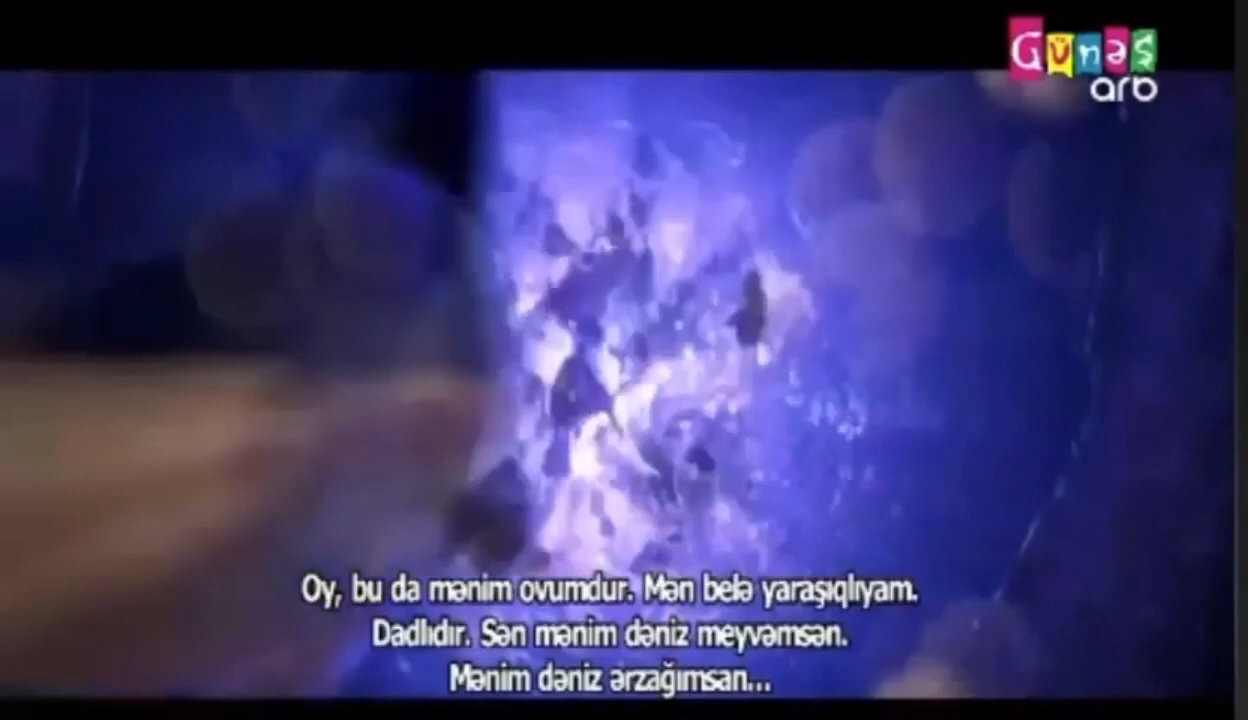 Günəş
arb
Oy, bu da mənim ovumdur. Mən belə yaraşıqlıyam.
Dadlıdır. Sən mənim dəniz meyvəmsən.
Mənim dəniz ərzağımsan...